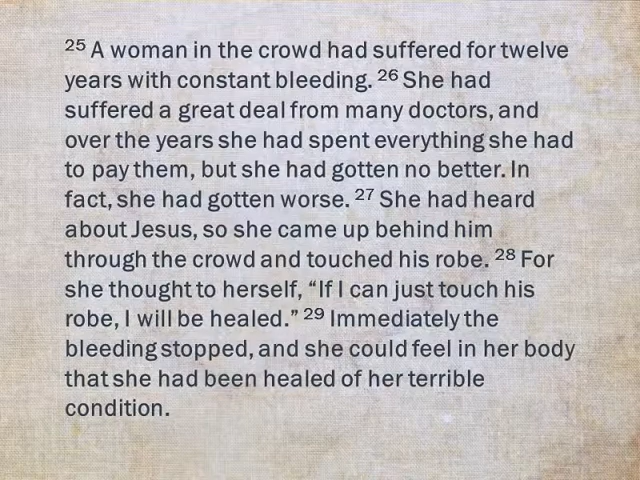 25 A woman in the crowd had suffered for twelve
years with constant bleeding. 26 She had
suffered a great deal from many doctors, and
over the years she had spent everything she had
to pay them, but she had gotten no better. In
fact, she had gotten worse. 27 She had heard
about Jesus, so she came up behind him
through the crowd and touched his robe. 28 For
she thought to herself, “If I can just touch his
robe, I will be healed.” 29 Immediately the
bleeding stopped, and she could feel in her body
that she had been healed of her terrible
condition.